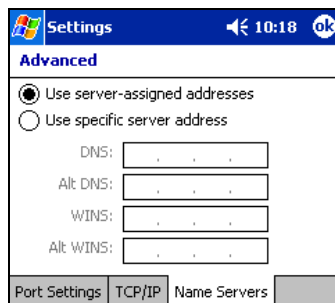 Settings 10:18 ok
Advanced
Use server-assigned addresses
Use specific server address
DNS: . . .
Alt DNS: . . .
WINS: . . .
Alt WINS: . . .
Port Settings TCP/IP Name Servers